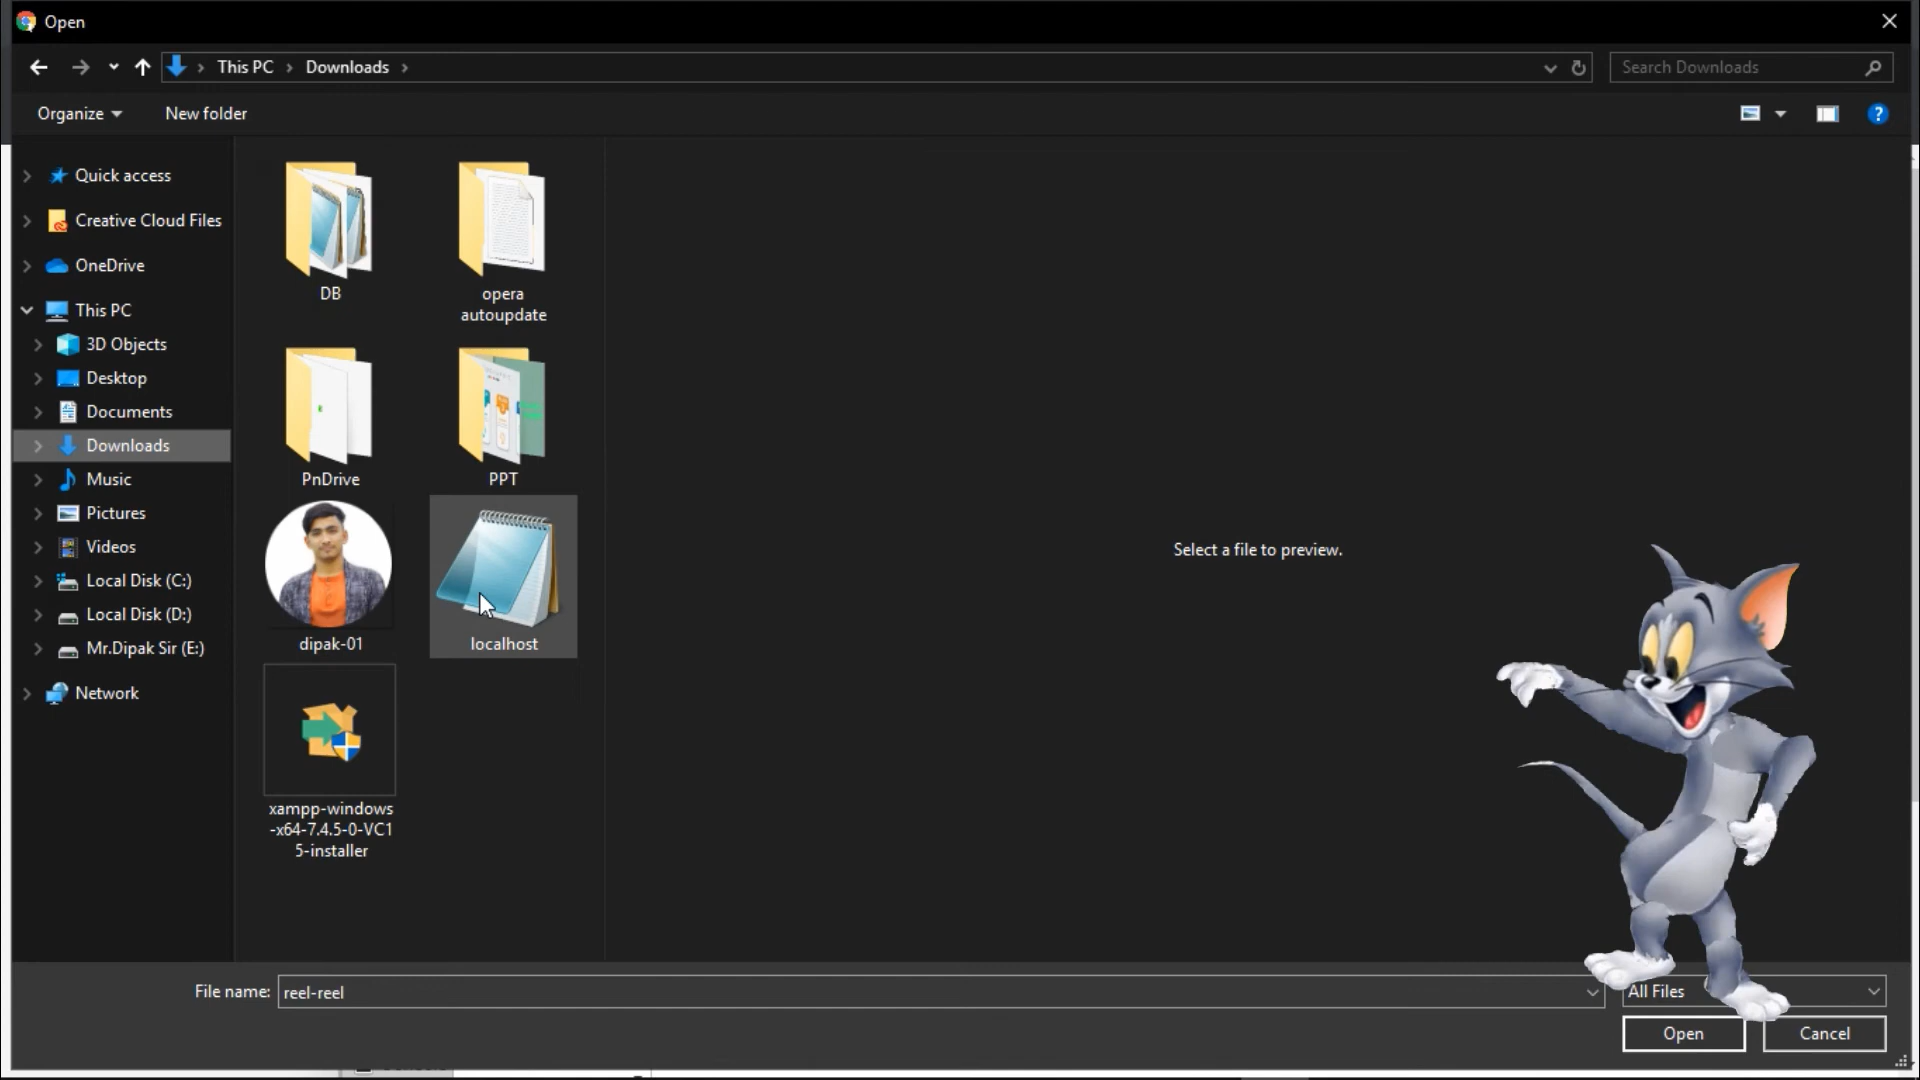 Open
This PC
Downloads
Search Downloads
Organize
New folder
?
Quick access
Creative Cloud Files
OneDrive
This PC
3D Objects
Desktop
Documents
Downloads
Music
Pictures
Videos
Local Disk (C:)
Local Disk (D:)
Mr.Dipak Sir (E:)
Network
DB
opera
autoupdate
PnDrive
PPT
dipak-01
localhost
xampp-windows
-x64-7.4.5-0-VC1
5-installer
Select a file to preview.
File name:
reel-reel
All Files
Open
Cancel